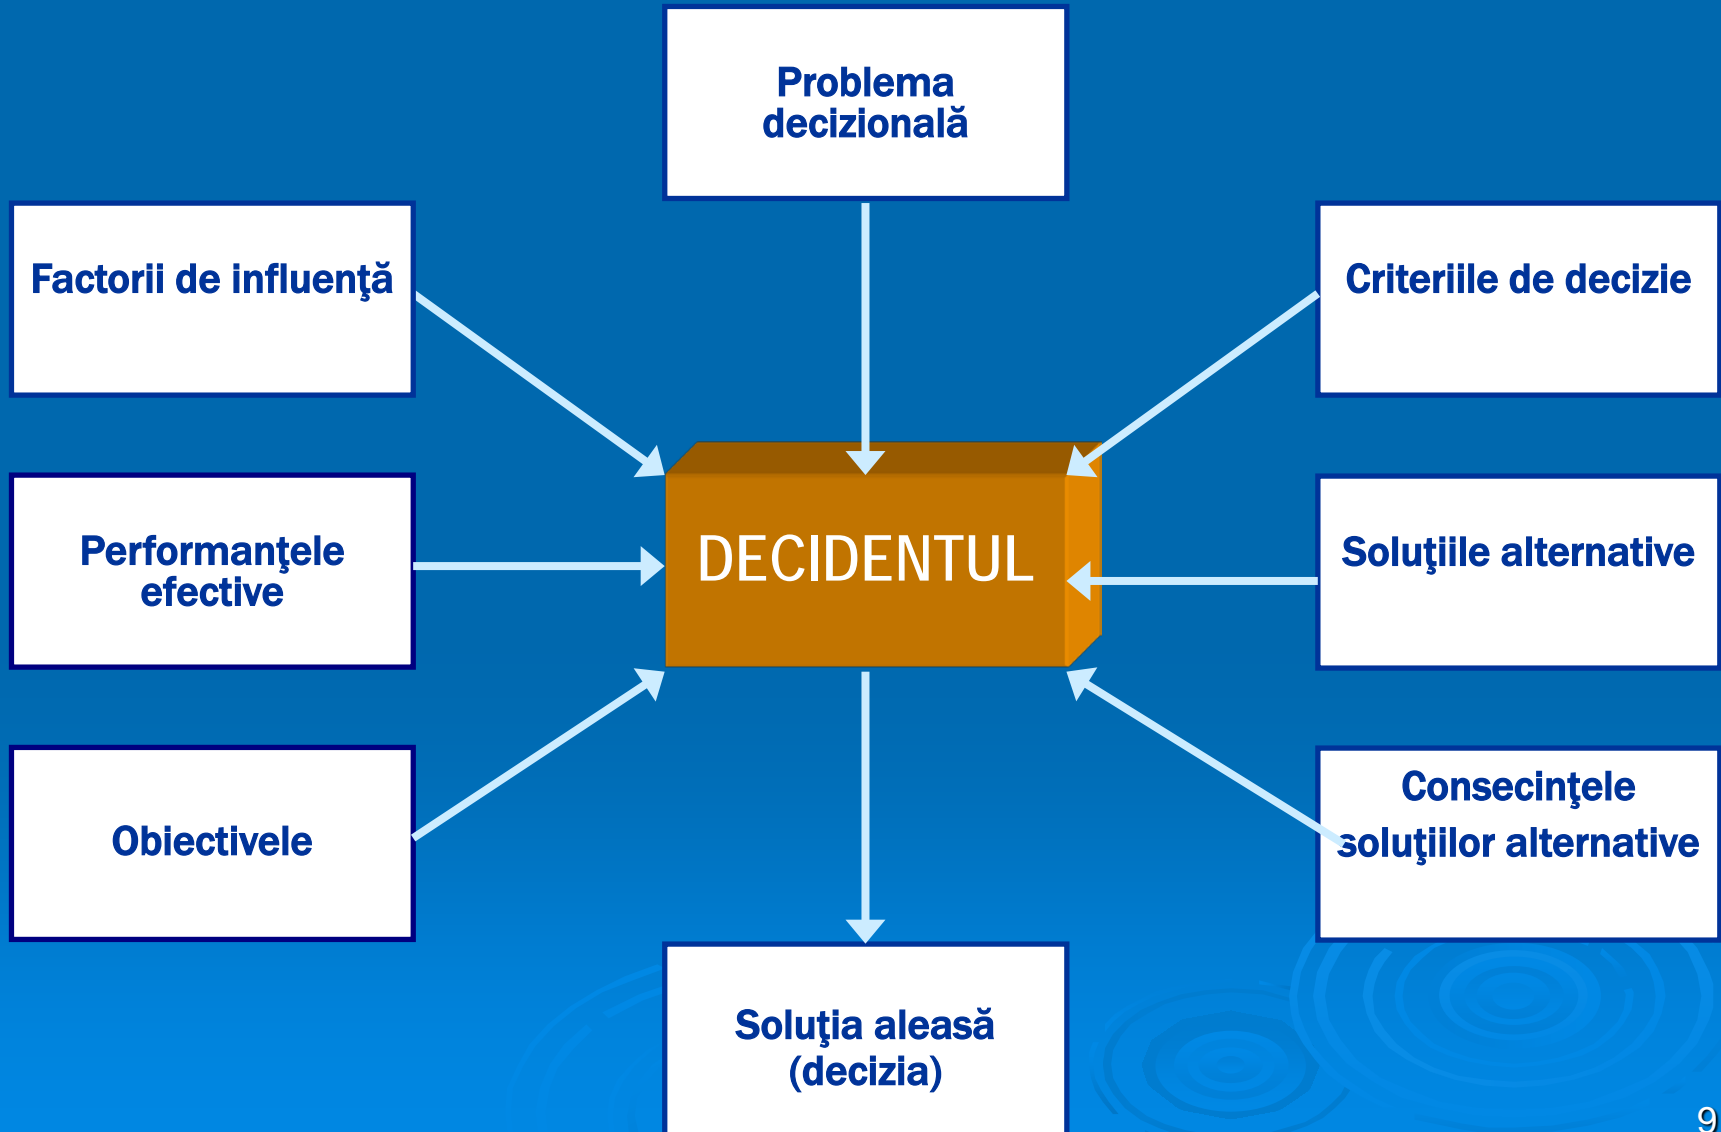 Problema
decizională
Factorii de influenţă
Criteriile de decizie
Performanţele
efective
DECIDENTUL
Soluţiile alternative
Obiectivele
Consecinţele
soluţiilor alternative
Soluţia aleasă
(decizia)
9